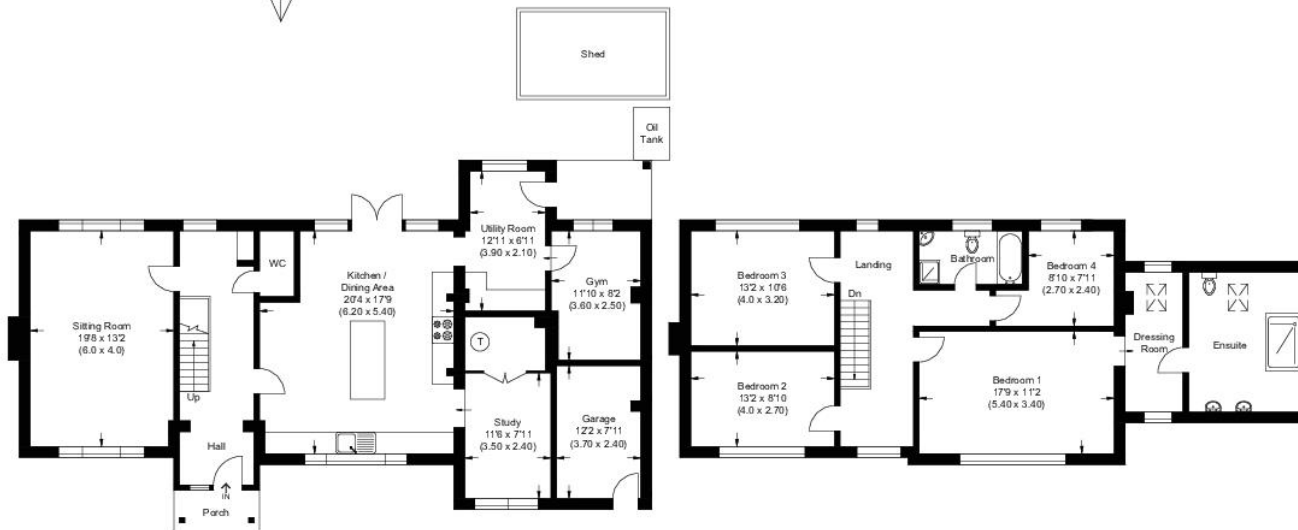 Shed
Oil
Tank
Utility Room
12'11 x 6'11
(3.90 x 2.10)
WC
Kitchen /
Dining Area
20'4 x 17'9
(6.20 x 5.40)
Gym
11'10 x 8'2
(3.60 x 2.50)
Sitting Room
19'8 x 13'2
(6.0 x 4.0)
T
Up
Hall
Study
11'6 x 7'11
(3.50 x 2.40)
Garage
12'2 x 7'11
(3.70 x 2.40)
IN
Porch
Bedroom 3
13'2 x 10'6
(4.0 x 3.20)
Landing
Dn
Bathroom
Bedroom 4
8'10 x 7'11
(2.70 x 2.40)
Dressing
Room
Ensuite
Bedroom 2
13'2 x 8'10
(4.0 x 2.70)
Bedroom 1
17'9 x 11'2
(5.40 x 3.40)